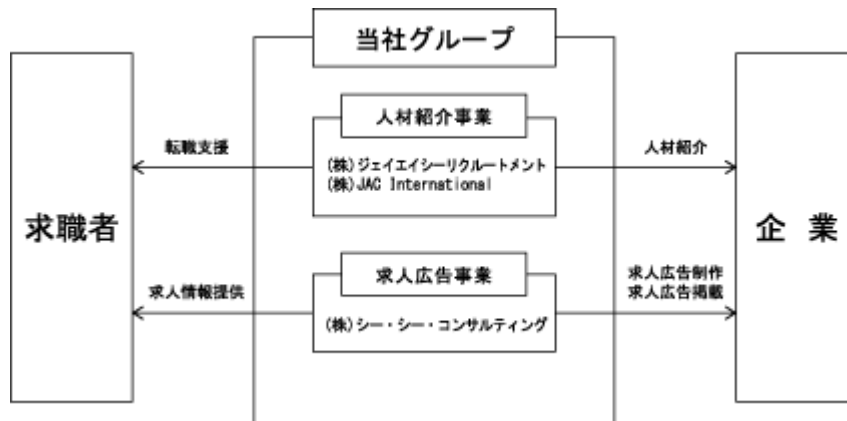 当社グループ
求職者
企 業
人材紹介事業
転職支援
(株)ジェイエイシーリクルートメント
(株)JAC International
人材紹介
求人広告事業
求人情報提供
(株)シー・シー・コンサルティング
求人広告制作
求人広告掲載